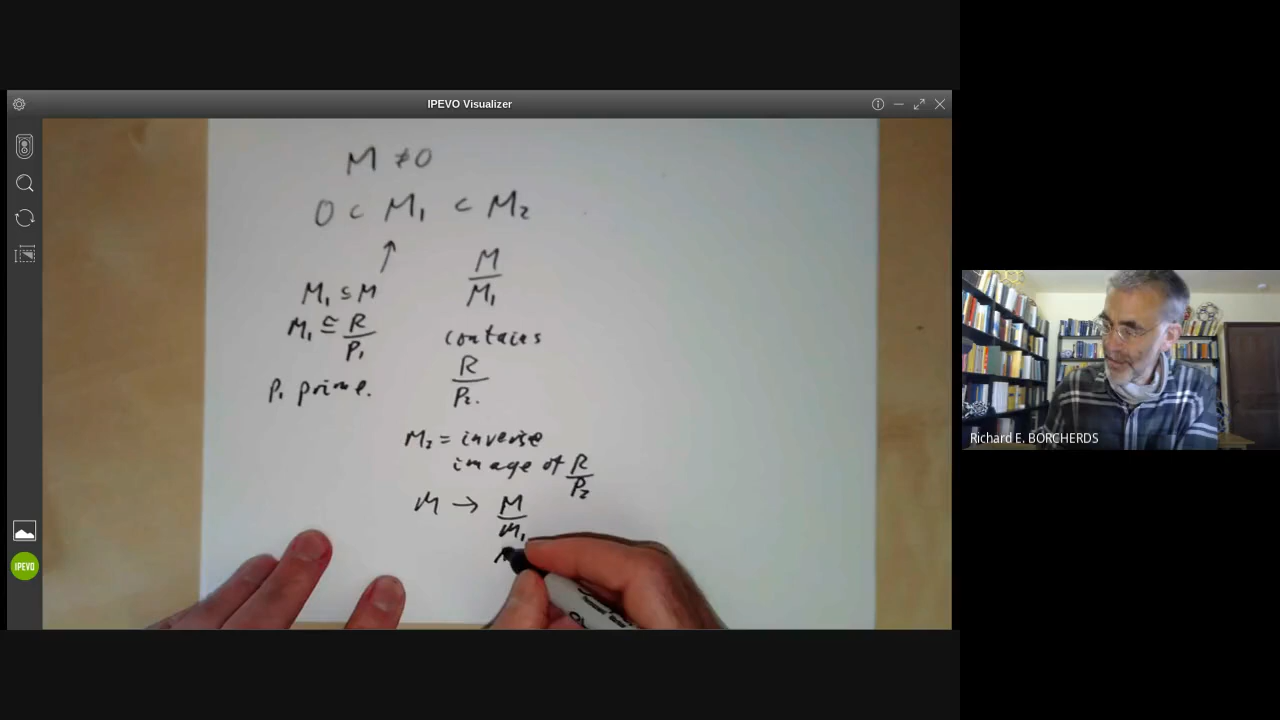 IPEVO Visualizer
M ≠ 0
0 ⊂ M₁ ⊂ M₂
↑
M₁ ⊆ M
M₁ ≅ R/P₁
P₁ prime.
M/M₁
contains
R/P₂.
M₂ = inverse
image of R/P₂
M → M/M₁
IPEVO
Richard E. BORCHERDS